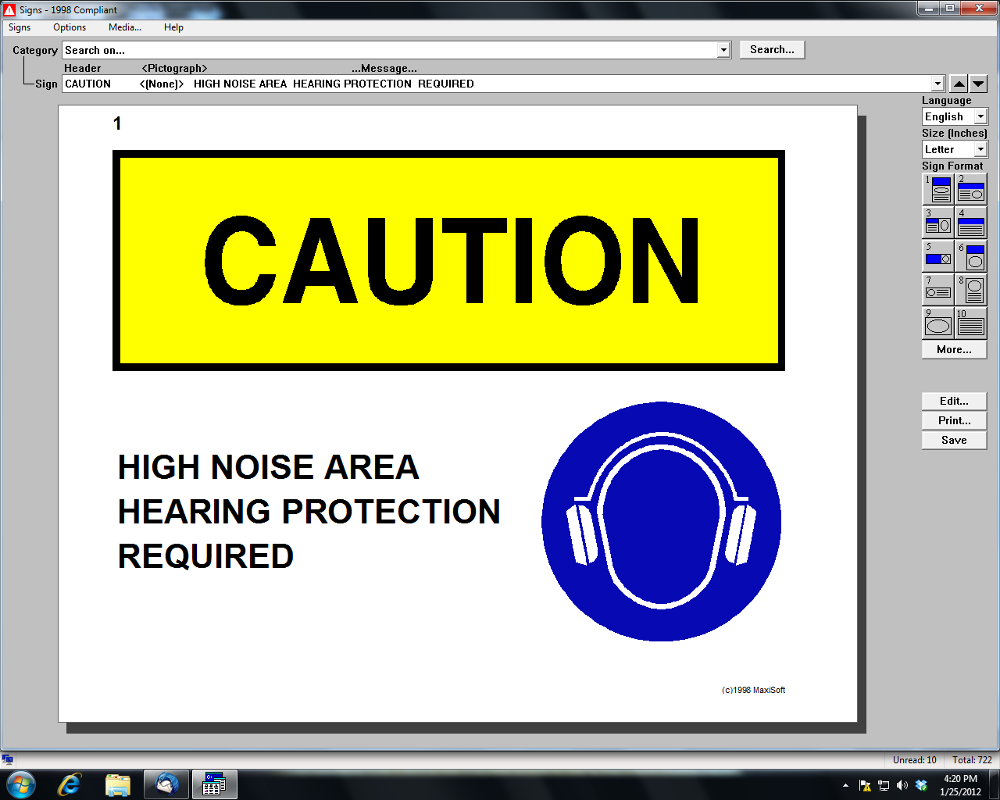 Signs - 1998 Compliant
Signs Options Media... Help
Category Search on... Search...
Header <Pictograph> ...Message...
Sign CAUTION <(None)> HIGH NOISE AREA HEARING PROTECTION REQUIRED
Language
English
Size (Inches)
Letter
Sign Format
1 2
3 4
5 6
7 8
9 10
More...
Edit...
Print...
Save
1
CAUTION
HIGH NOISE AREA
HEARING PROTECTION
REQUIRED
(c)1998 MaxiSoft
Unread: 10 Total: 722
4:20 PM
1/25/2012